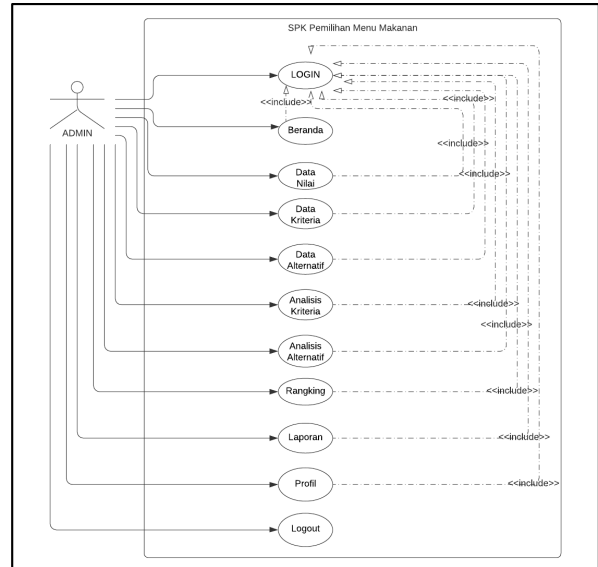 SPK Pemilihan Menu Makanan
LOGIN
<<include>>
<<include>>
Beranda
ADMIN
<<include>>
Data
Nilai
<<include>>
Data
Kriteria
Data
Alternatif
Analisis
Kriteria
<<include>>
<<include>>
Analisis
Alternatif
Rangking
<<include>>
Laporan
<<include>>
Profil
<<include>>
Logout